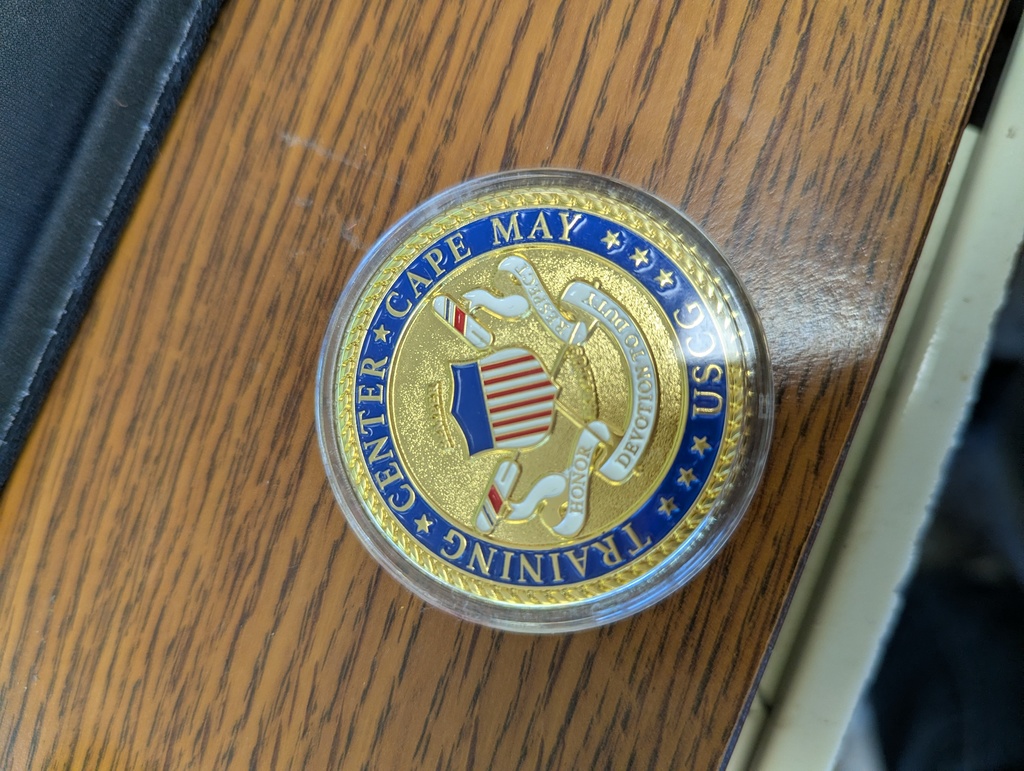 TRAINING ★ CENTER ★ CAPE MAY
USCG
HONOR
RESPECT
DEVOTION TO DUTY